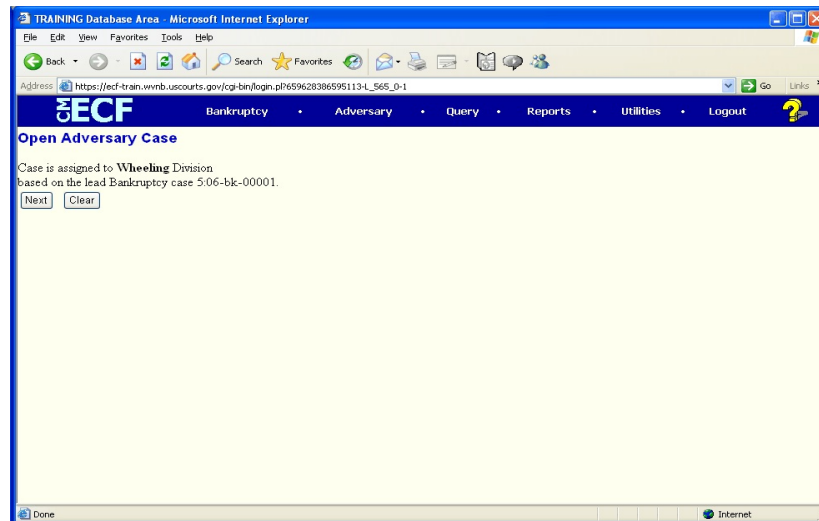 TRAINING Database Area - Microsoft Internet Explorer
File Edit View Favorites Tools Help
Back Search Favorites
Address https://ecf-train.wvnb.uscourts.gov/cgi-bin/login.pl?659628386595113-L_565_0-1 Go Links
CM ECF Bankruptcy • Adversary • Query • Reports • Utilities • Logout ?
Open Adversary Case
Case is assigned to Wheeling Division
based on the lead Bankruptcy case 5:06-bk-00001.
Next Clear
Done Internet